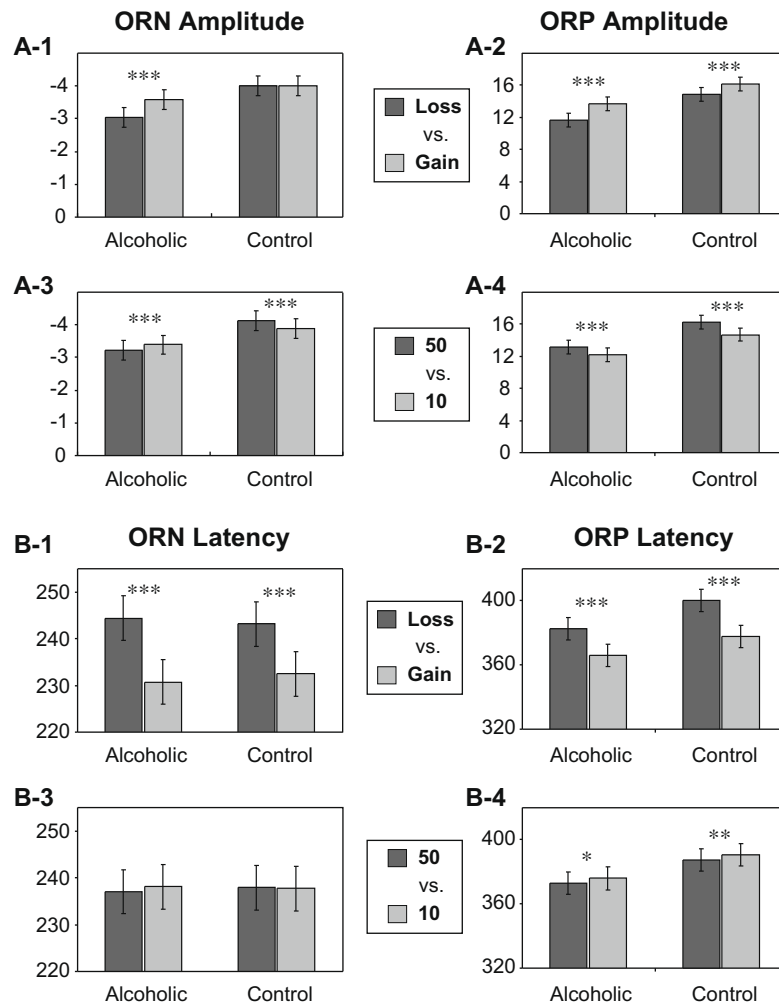 ORN Amplitude
ORP Amplitude
A-1
-4
-3
-2
-1
0
***
Alcoholic Control
Loss
vs.
Gain
A-2
16
12
8
4
0
*** ***
Alcoholic Control
A-3
-4
-3
-2
-1
0
*** ***
Alcoholic Control
50
vs.
10
A-4
16
12
8
4
0
*** ***
Alcoholic Control
ORN Latency
ORP Latency
B-1
250
240
230
220
*** ***
Alcoholic Control
Loss
vs.
Gain
B-2
400
360
320
*** ***
Alcoholic Control
B-3
250
240
230
220
Alcoholic Control
50
vs.
10
B-4
400
360
320
* **
Alcoholic Control